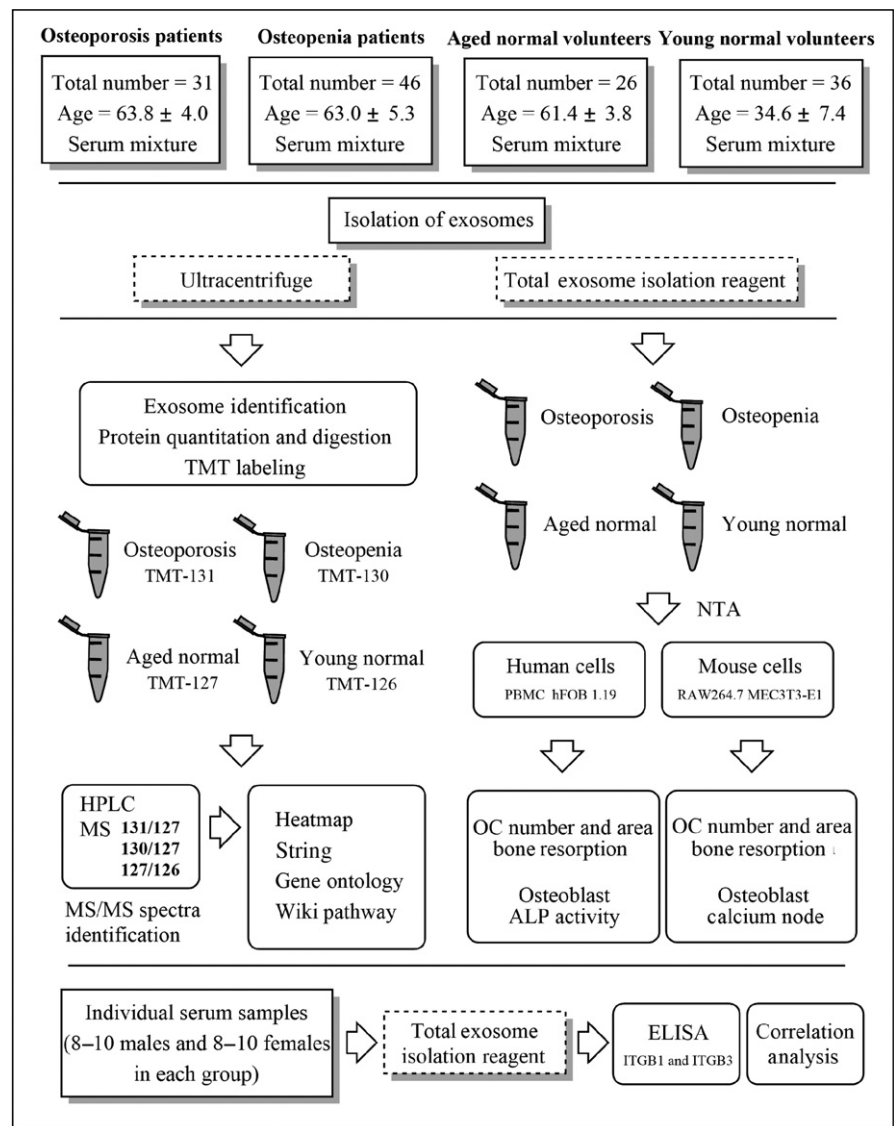 Osteoporosis patients
Osteopenia patients
Aged normal volunteers
Young normal volunteers
Total number = 31
Age = 63.8 ± 4.0
Serum mixture
Total number = 46
Age = 63.0 ± 5.3
Serum mixture
Total number = 26
Age = 61.4 ± 3.8
Serum mixture
Total number = 36
Age = 34.6 ± 7.4
Serum mixture
Isolation of exosomes
Ultracentrifuge
Total exosome isolation reagent
Exosome identification
Protein quantitation and digestion
TMT labeling
Osteoporosis
TMT-131
Osteopenia
TMT-130
Aged normal
TMT-127
Young normal
TMT-126
HPLC
MS 131/127
130/127
127/126
MS/MS spectra
identification
Heatmap
String
Gene ontology
Wiki pathway
Osteoporosis
Osteopenia
Aged normal
Young normal
NTA
Human cells
PBMC hFOB 1.19
Mouse cells
RAW264.7 MEC3T3-E1
OC number and area
bone resorption
Osteoblast
ALP activity
OC number and area
bone resorption
Osteoblast
calcium node
Individual serum samples
(8–10 males and 8–10 females
in each group)
Total exosome
isolation reagent
ELISA
ITGB1 and ITGB3
Correlation
analysis